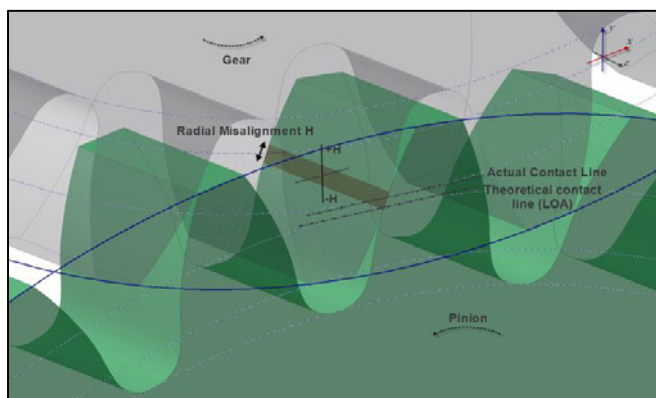 Gear
Y
X
Z
Radial Misalignment H
+H
-H
Actual Contact Line
Theoretical contact
line (LOA)
Pinion